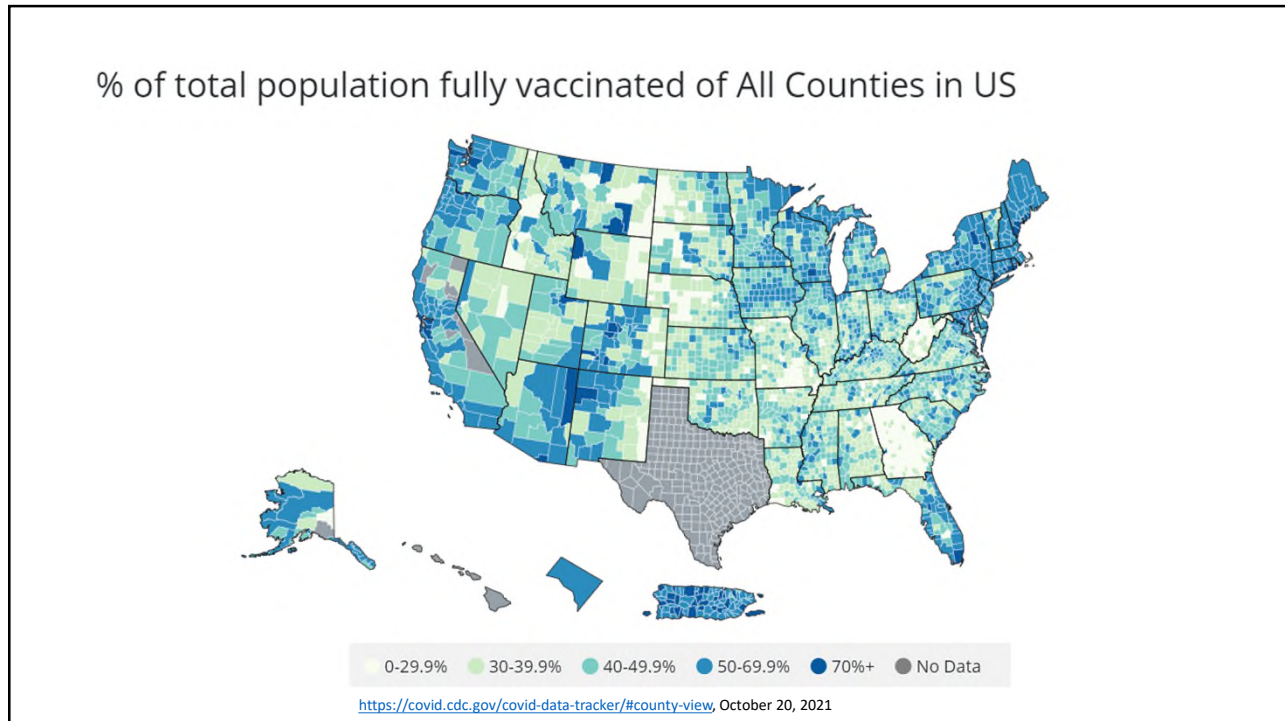 % of total population fully vaccinated of All Counties in US
0-29.9% 30-39.9% 40-49.9% 50-69.9% 70%+ No Data
https://covid.cdc.gov/covid-data-tracker/#county-view, October 20, 2021